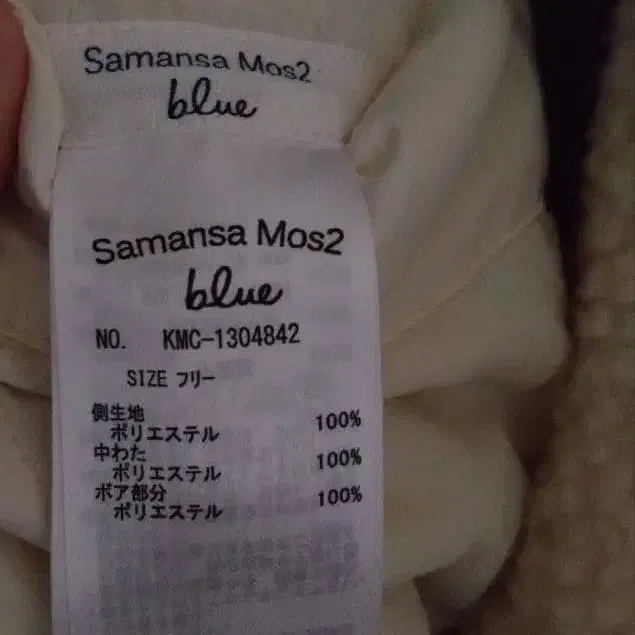 Samansa Mos2
blue
Samansa Mos2
blue
NO. KMC-1304842
SIZE フリー
側生地
ポリエステル 100%
中わた
ポリエステル 100%
ボア部分
ポリエステル 100%